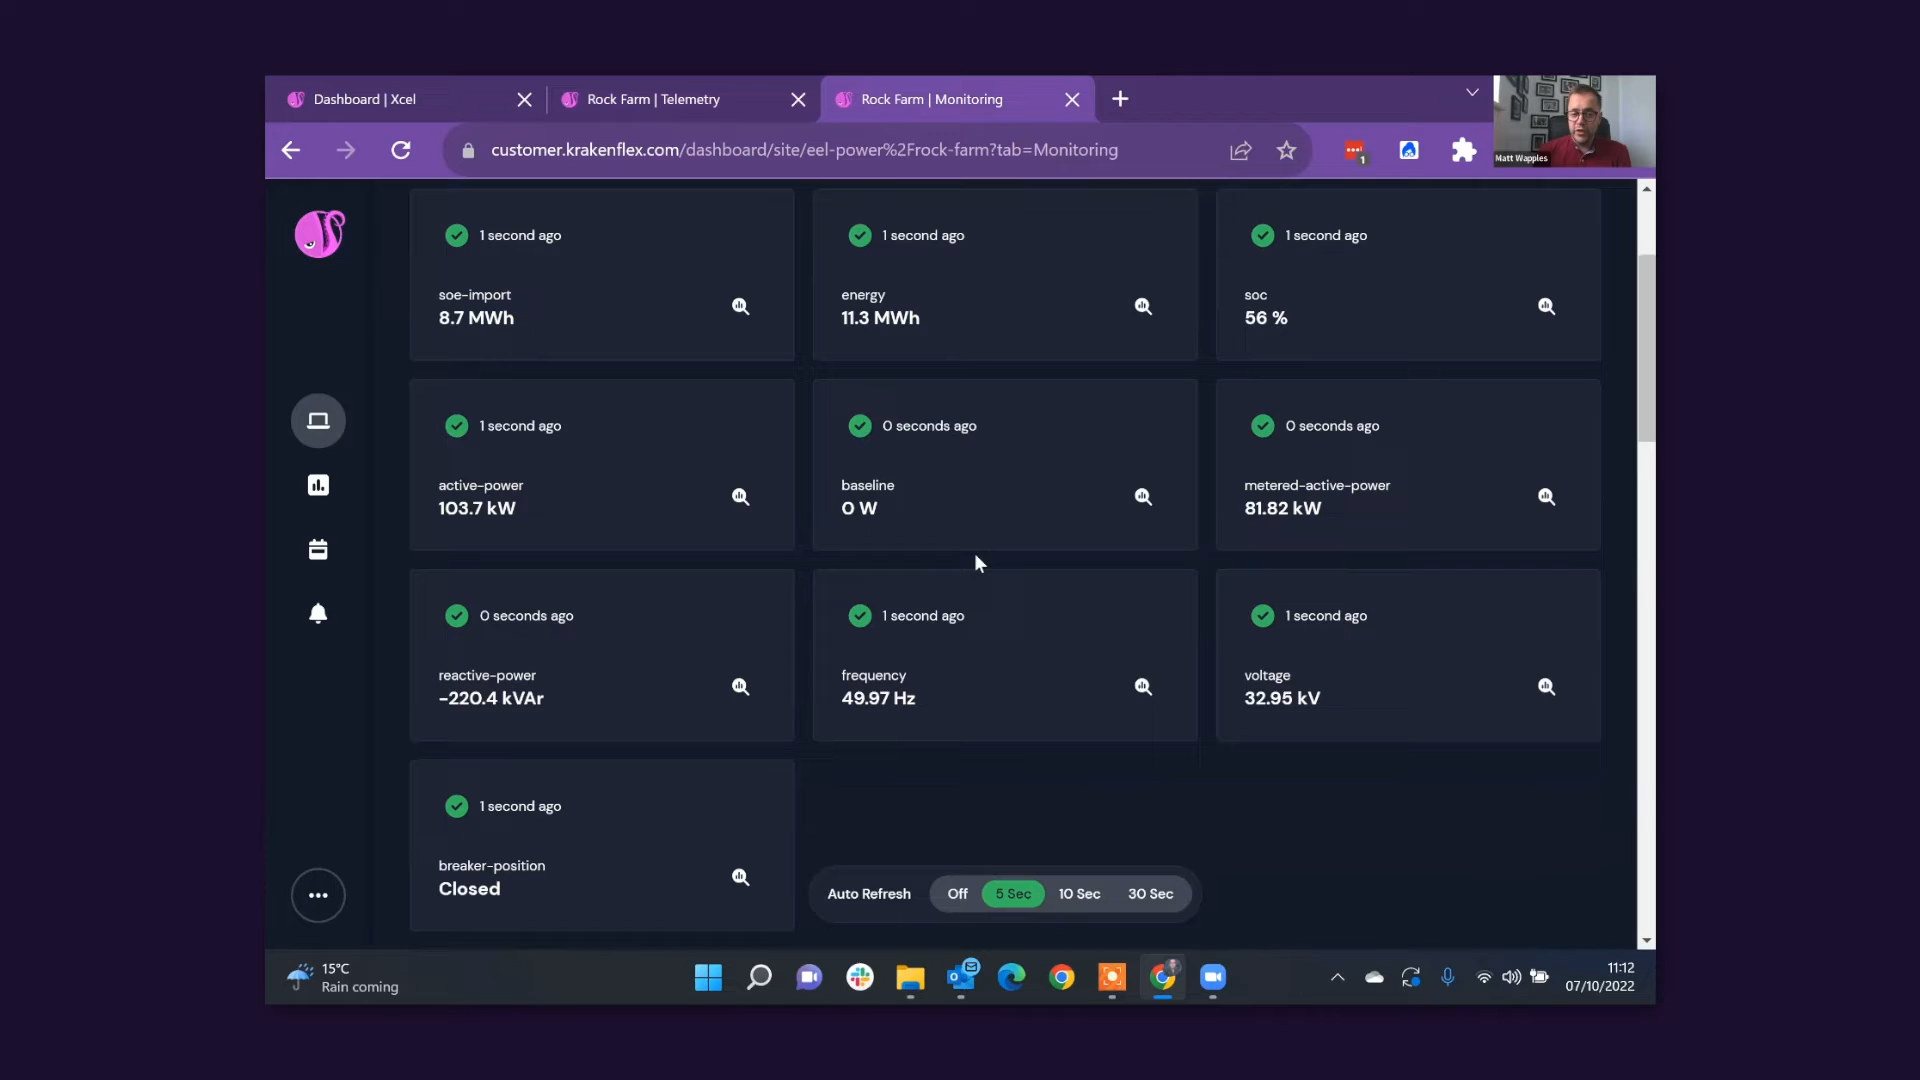 Dashboard | Xcel
Rock Farm | Telemetry
Rock Farm | Monitoring
customer.krakenflex.com/dashboard/site/eel-power%2Frock-farm?tab=Monitoring
1
Matt Wapples
1 second ago
soe-import
8.7 MWh
1 second ago
energy
11.3 MWh
1 second ago
soc
56 %
1 second ago
active-power
103.7 kW
0 seconds ago
baseline
0 W
0 seconds ago
metered-active-power
81.82 kW
0 seconds ago
reactive-power
-220.4 kVAr
1 second ago
frequency
49.97 Hz
1 second ago
voltage
32.95 kV
1 second ago
breaker-position
Closed
Auto Refresh Off 5 Sec 10 Sec 30 Sec
15°C
Rain coming
11:12
07/10/2022